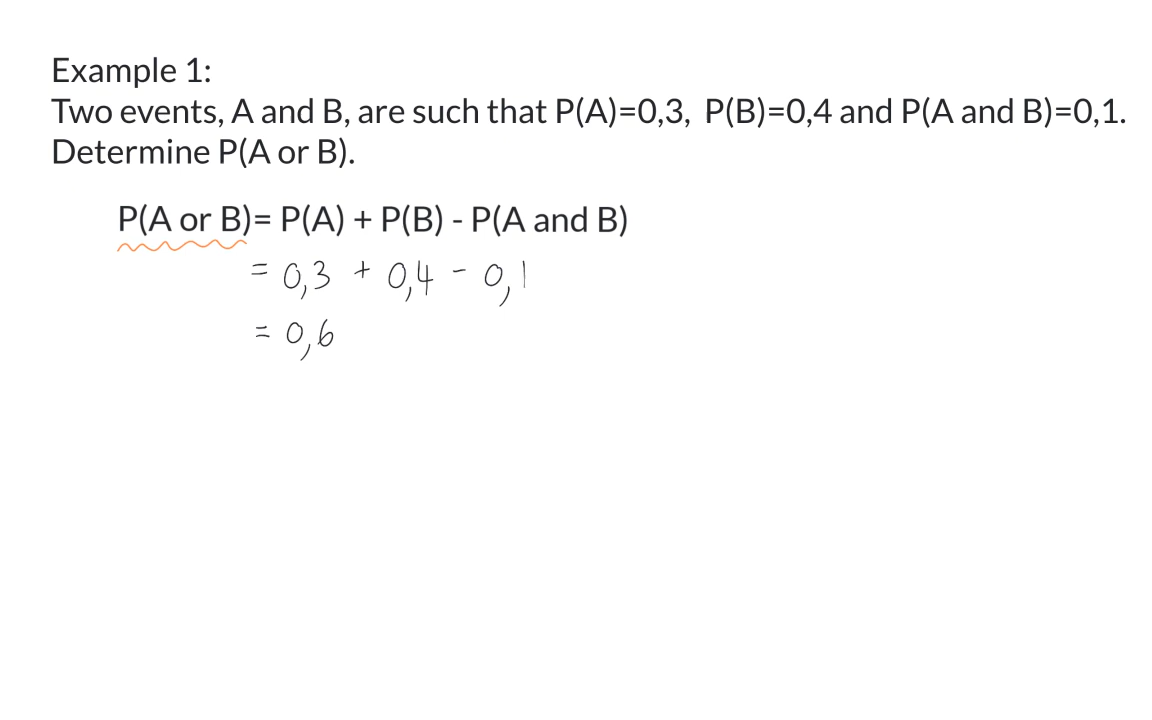 Example 1:
Two events, A and B, are such that P(A)=0,3, P(B)=0,4 and P(A and B)=0,1.
Determine P(A or B).
P(A or B)= P(A) + P(B) - P(A and B)
= 0,3 + 0,4 - 0,1
= 0,6